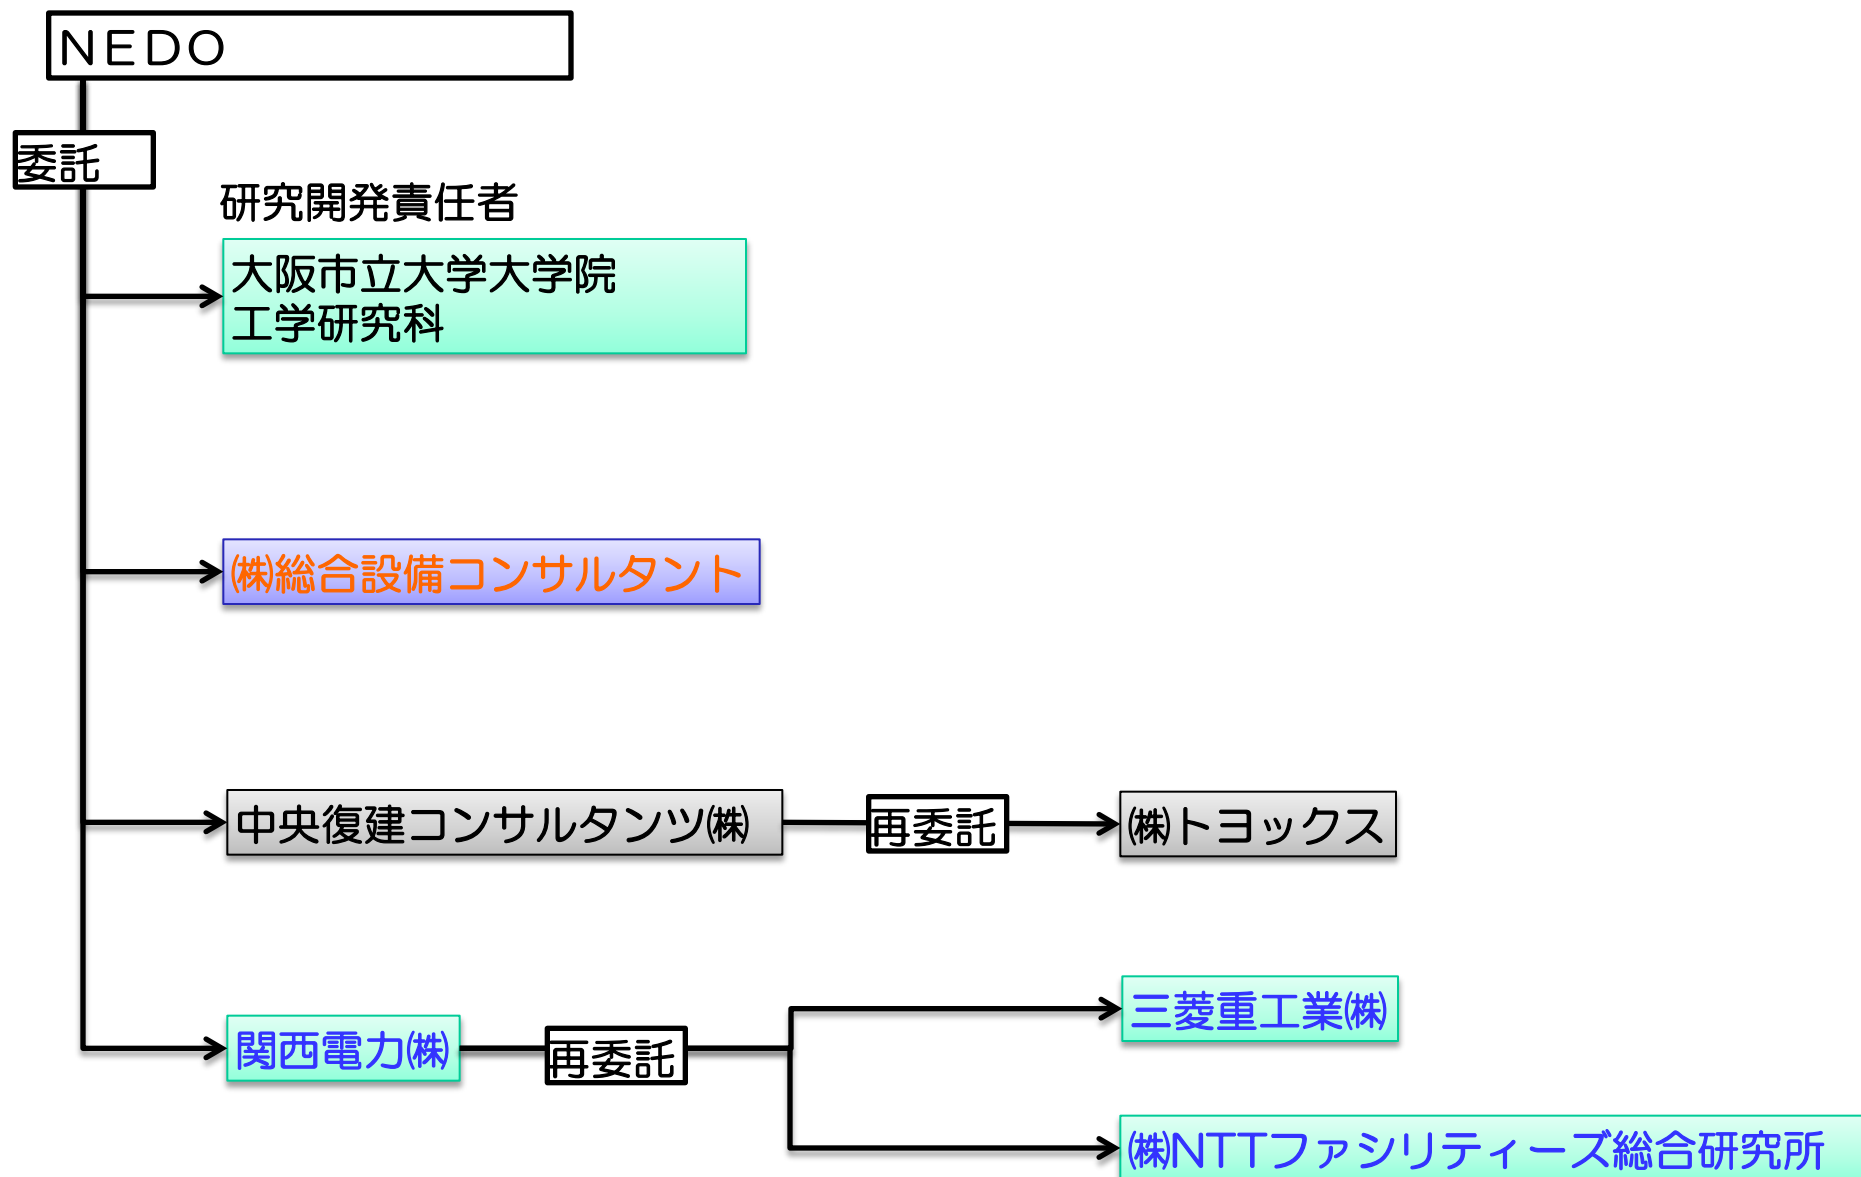 ＮＥＤＯ
委託
研究開発責任者
大阪市立大学大学院
工学研究科
㈱総合設備コンサルタント
中央復建コンサルタンツ㈱
再委託
㈱トヨックス
三菱重工業㈱
関西電力㈱
再委託
㈱NTTファシリティーズ総合研究所